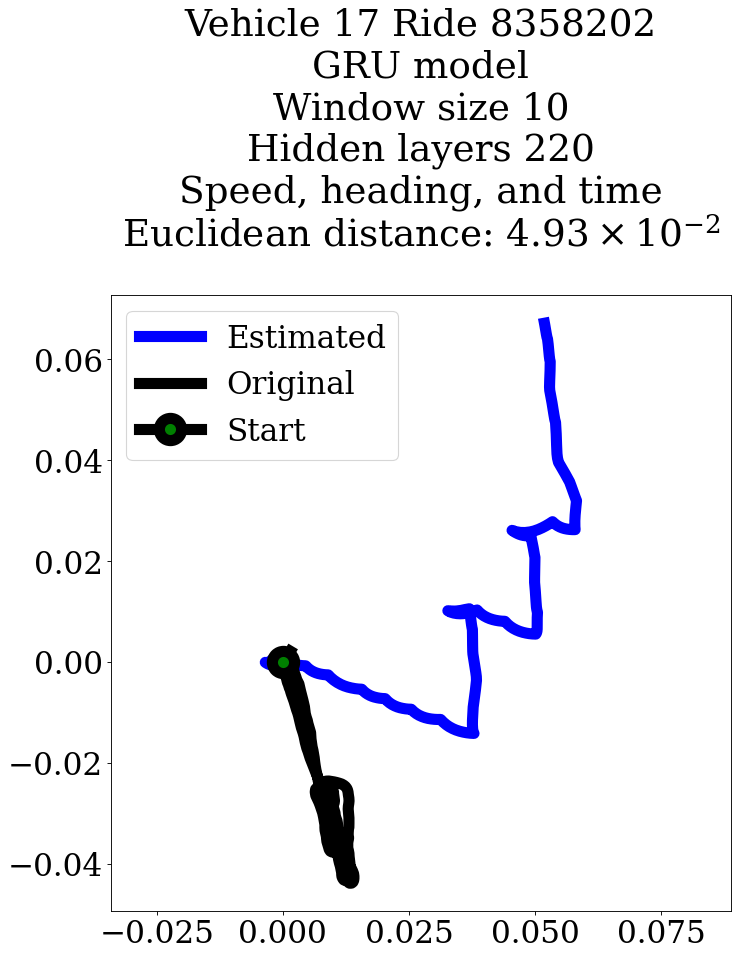 Vehicle 17 Ride 8358202
GRU model
Window size 10
Hidden layers 220
Speed, heading, and time
Euclidean distance: 4.93 × 10⁻²
Estimated
Original
Start
0.06
0.04
0.02
0.00
−0.02
−0.04
−0.025 0.000 0.025 0.050 0.075